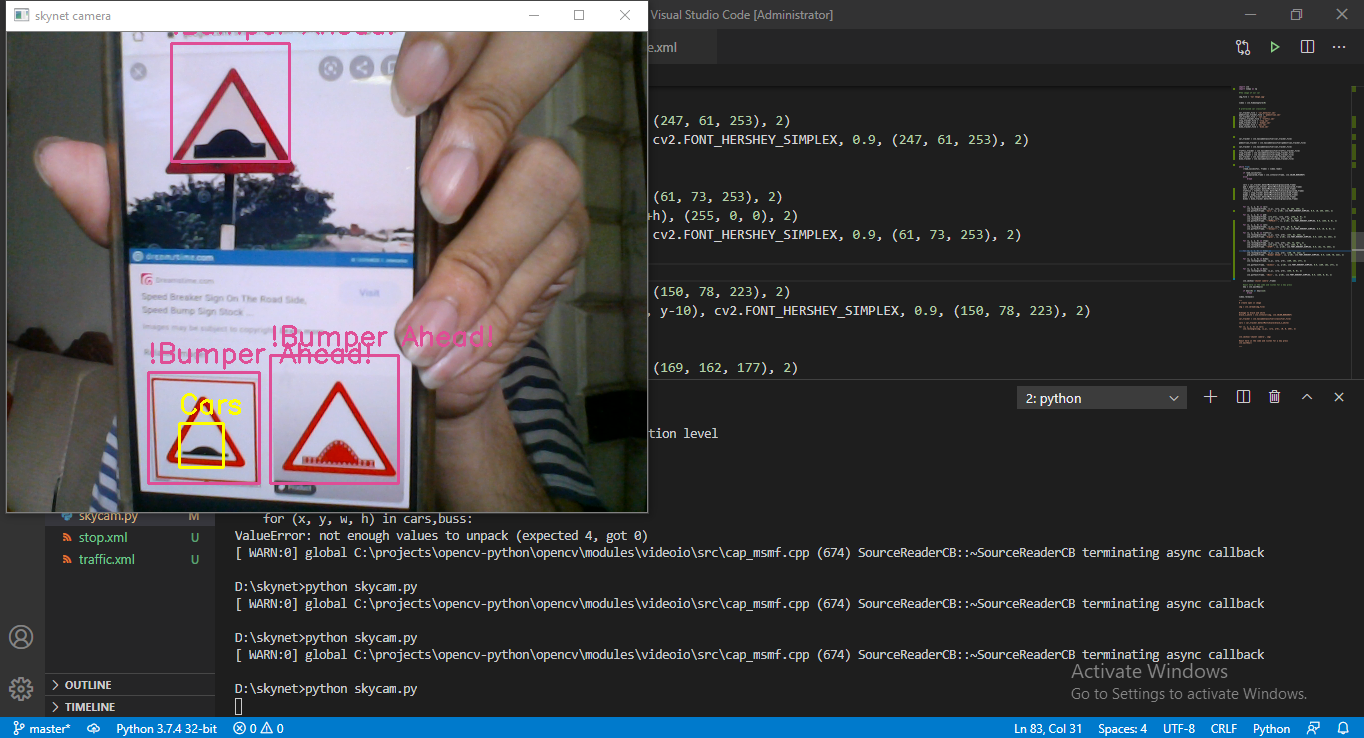 skynet camera
Visual Studio Code [Administrator]
e.xml
!Bumper Ahead!
(247, 61, 253), 2)
cv2.FONT_HERSHEY_SIMPLEX, 0.9, (247, 61, 253), 2)
(61, 73, 253), 2)
+h), (255, 0, 0), 2)
cv2.FONT_HERSHEY_SIMPLEX, 0.9, (61, 73, 253), 2)
(150, 78, 223), 2)
, y-10), cv2.FONT_HERSHEY_SIMPLEX, 0.9, (150, 78, 223), 2)
(169, 162, 177), 2)
dreamstime.com
Dreamstime.com
Visit
Speed Breaker Sign On The Road Side,
Speed Bump Sign Stock ...
Images may be subject to copyright.
!Bumper Ahead!
!Bumper Ahead!
Cars
Product
2: python
tion level
skycam.py M
stop.xml U
traffic.xml U
for (x, y, w, h) in cars,buss:
ValueError: not enough values to unpack (expected 4, got 0)
[ WARN:0] global C:\projects\opencv-python\opencv\modules\videoio\src\cap_msmf.cpp (674) SourceReaderCB::~SourceReaderCB terminating async callback
D:\skynet>python skycam.py
[ WARN:0] global C:\projects\opencv-python\opencv\modules\videoio\src\cap_msmf.cpp (674) SourceReaderCB::~SourceReaderCB terminating async callback
D:\skynet>python skycam.py
[ WARN:0] global C:\projects\opencv-python\opencv\modules\videoio\src\cap_msmf.cpp (674) SourceReaderCB::~SourceReaderCB terminating async callback
D:\skynet>python skycam.py
OUTLINE
TIMELINE
Activate Windows
Go to Settings to activate Windows.
master* Python 3.7.4 32-bit 0 0 Ln 83, Col 31 Spaces: 4 UTF-8 CRLF Python